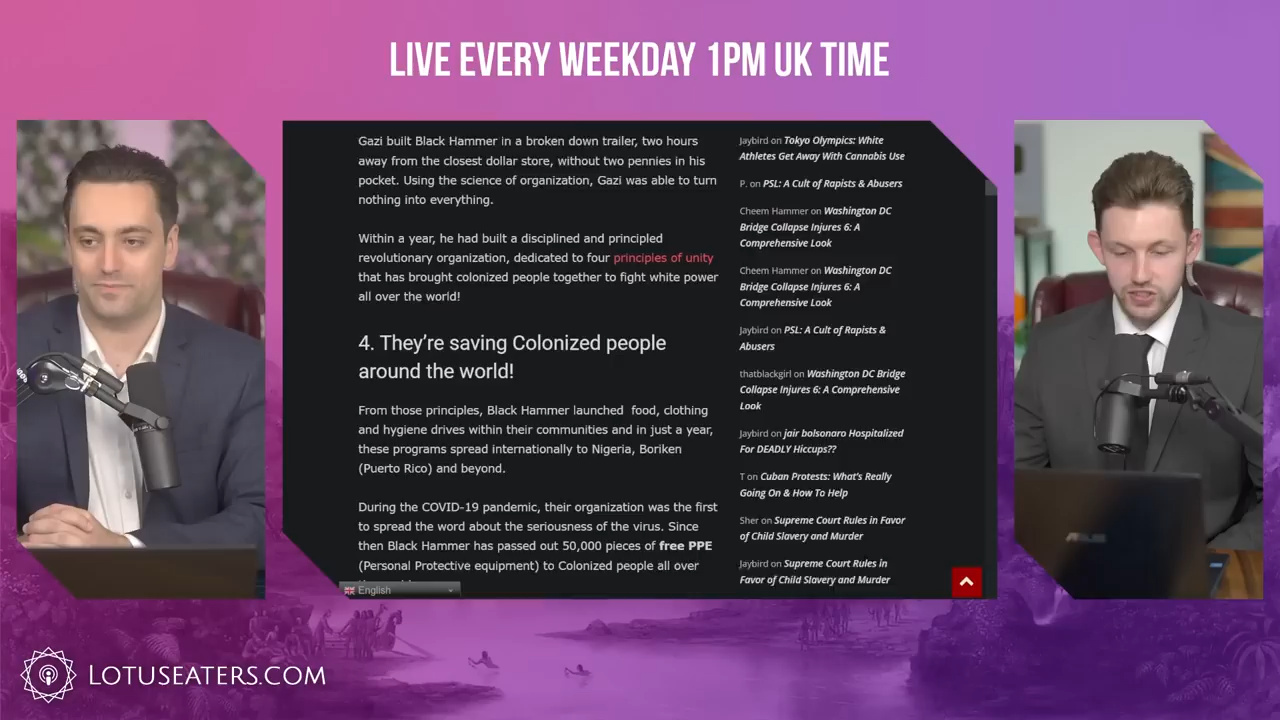 LIVE EVERY WEEKDAY 1PM UK TIME
Gazi built Black Hammer in a broken down trailer, two hours
away from the closest dollar store, without two pennies in his
pocket. Using the science of organization, Gazi was able to turn
nothing into everything.
Within a year, he had built a disciplined and principled
revolutionary organization, dedicated to four principles of unity
that has brought colonized people together to fight white power
all over the world!
4. They’re saving Colonized people
around the world!
From those principles, Black Hammer launched food, clothing
and hygiene drives within their communities and in just a year,
these programs spread internationally to Nigeria, Boriken
(Puerto Rico) and beyond.
During the COVID-19 pandemic, their organization was the first
to spread the word about the seriousness of the virus. Since
then Black Hammer has passed out 50,000 pieces of free PPE
(Personal Protective equipment) to Colonized people all over
English
Jaybird on Tokyo Olympics: White
Athletes Get Away With Cannabis Use
P. on PSL: A Cult of Rapists & Abusers
Cheem Hammer on Washington DC
Bridge Collapse Injures 6: A
Comprehensive Look
Cheem Hammer on Washington DC
Bridge Collapse Injures 6: A
Comprehensive Look
Jaybird on PSL: A Cult of Rapists &
Abusers
thatblackgirl on Washington DC Bridge
Collapse Injures 6: A Comprehensive
Look
Jaybird on jair bolsonaro Hospitalized
For DEADLY Hiccups??
T on Cuban Protests: What’s Really
Going On & How To Help
Sher on Supreme Court Rules in Favor
of Child Slavery and Murder
Jaybird on Supreme Court Rules in
Favor of Child Slavery and Murder
ASUS
LOTUSEATERS.COM